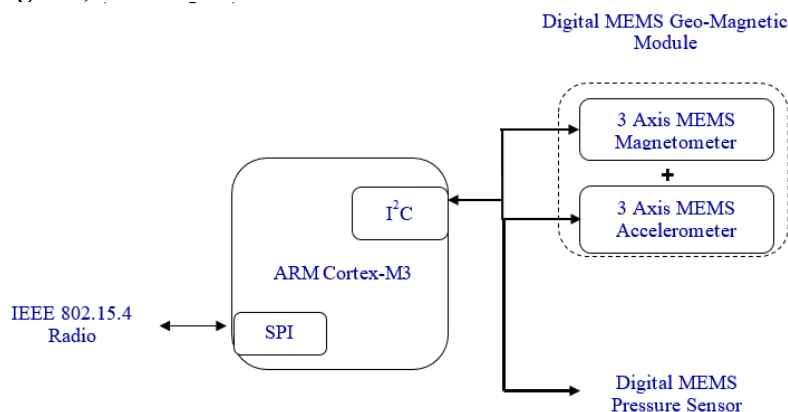 Digital MEMS Geo-Magnetic
Module
3 Axis MEMS
Magnetometer
+
3 Axis MEMS
Accelerometer
I²C
ARM Cortex-M3
IEEE 802.15.4
Radio
SPI
Digital MEMS
Pressure Sensor